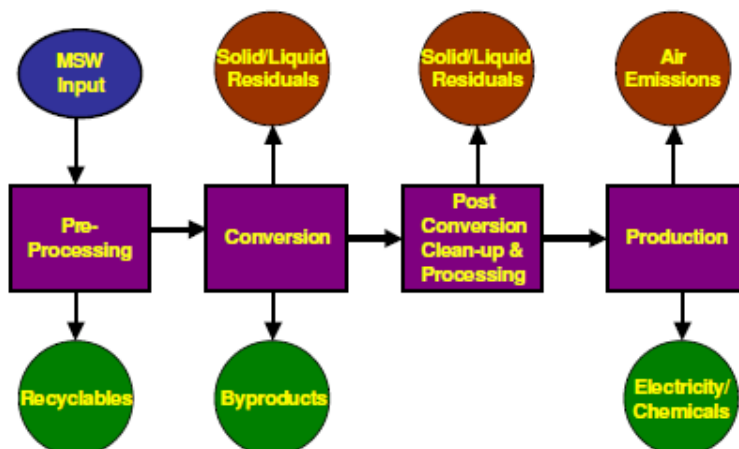 MSW
Input
Solid/Liquid
Residuals
Solid/Liquid
Residuals
Air
Emissions
Pre-
Processing
Conversion
Post
Conversion
Clean-up &
Processing
Production
Recyclables
Byproducts
Electricity/
Chemicals